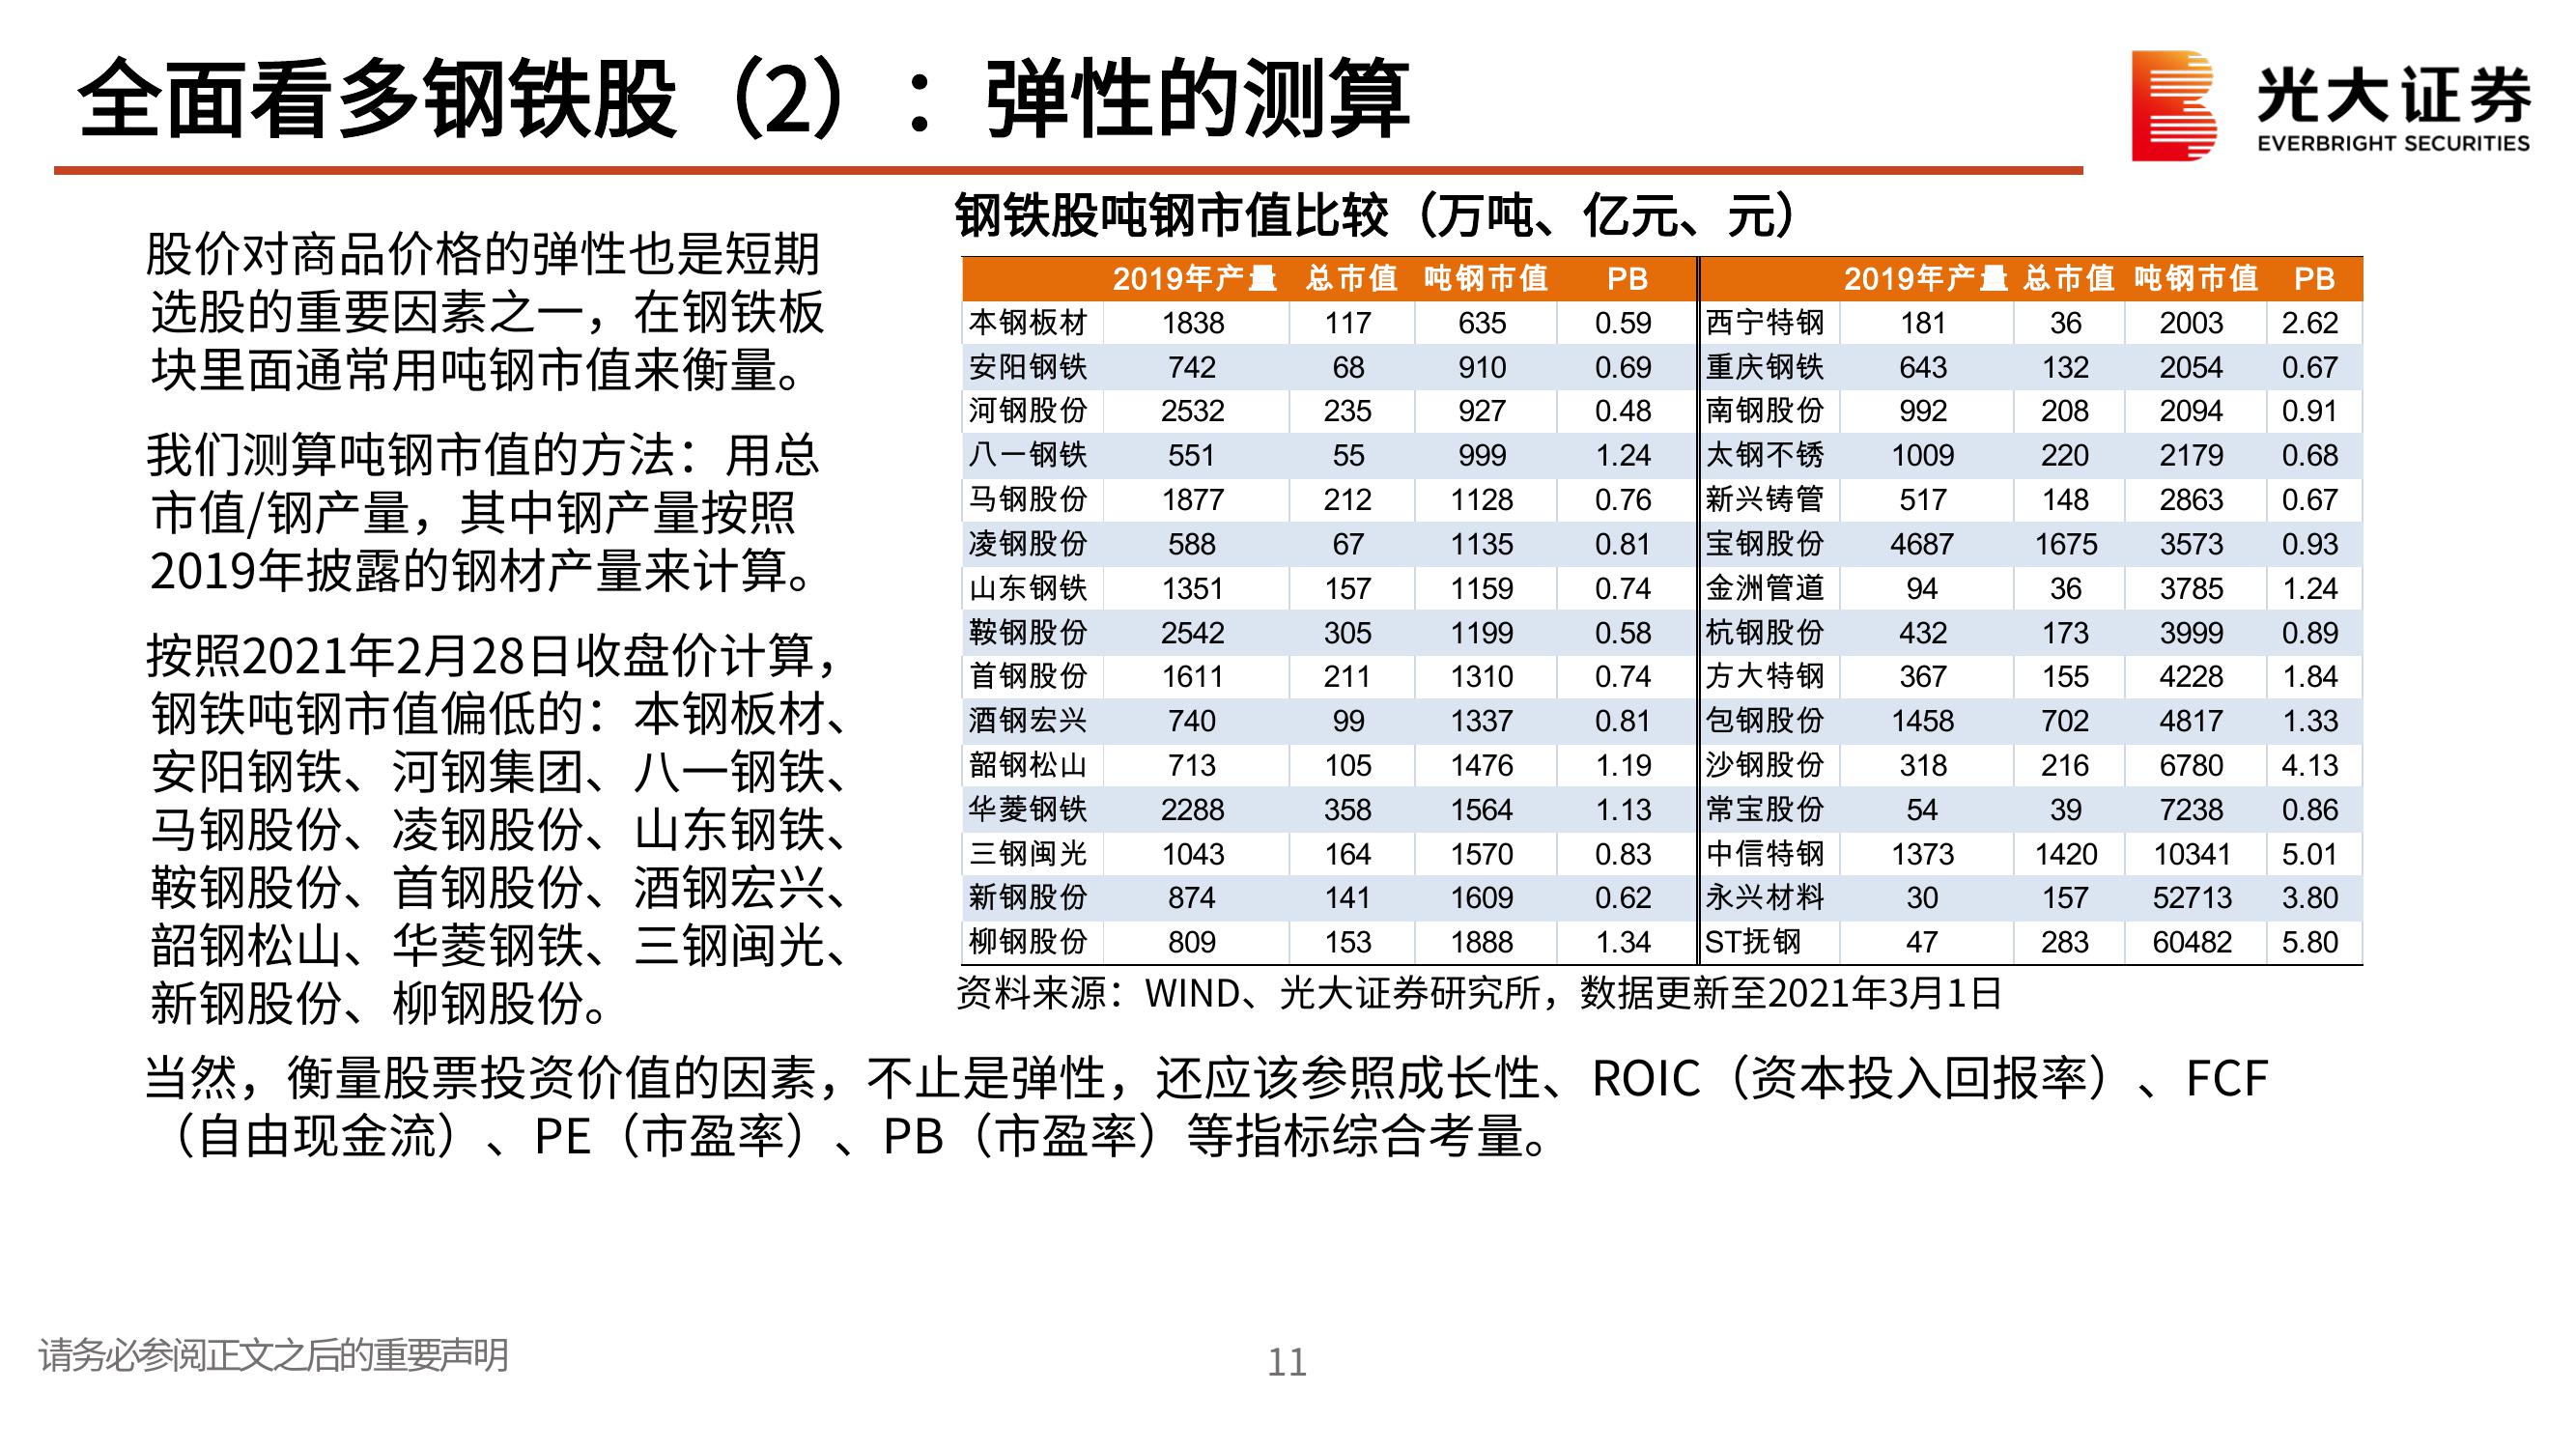 全面看多钢铁股（2）：弹性的测算
光大证券
EVERBRIGHT SECURITIES
股价对商品价格的弹性也是短期
选股的重要因素之一，在钢铁板
块里面通常用吨钢市值来衡量。
我们测算吨钢市值的方法：用总
市值/钢产量，其中钢产量按照
2019年披露的钢材产量来计算。
按照2021年2月28日收盘价计算，
钢铁吨钢市值偏低的：本钢板材、
安阳钢铁、河钢集团、八一钢铁、
马钢股份、凌钢股份、山东钢铁、
鞍钢股份、首钢股份、酒钢宏兴、
韶钢松山、华菱钢铁、三钢闽光、
新钢股份、柳钢股份。
钢铁股吨钢市值比较（万吨、亿元、元）
2019年产量 总市值 吨钢市值 PB 2019年产量 总市值 吨钢市值 PB
本钢板材 1838 117 635 0.59 西宁特钢 181 36 2003 2.62
安阳钢铁 742 68 910 0.69 重庆钢铁 643 132 2054 0.67
河钢股份 2532 235 927 0.48 南钢股份 992 208 2094 0.91
八一钢铁 551 55 999 1.24 太钢不锈 1009 220 2179 0.68
马钢股份 1877 212 1128 0.76 新兴铸管 517 148 2863 0.67
凌钢股份 588 67 1135 0.81 宝钢股份 4687 1675 3573 0.93
山东钢铁 1351 157 1159 0.74 金洲管道 94 36 3785 1.24
鞍钢股份 2542 305 1199 0.58 杭钢股份 432 173 3999 0.89
首钢股份 1611 211 1310 0.74 方大特钢 367 155 4228 1.84
酒钢宏兴 740 99 1337 0.81 包钢股份 1458 702 4817 1.33
韶钢松山 713 105 1476 1.19 沙钢股份 318 216 6780 4.13
华菱钢铁 2288 358 1564 1.13 常宝股份 54 39 7238 0.86
三钢闽光 1043 164 1570 0.83 中信特钢 1373 1420 10341 5.01
新钢股份 874 141 1609 0.62 永兴材料 30 157 52713 3.80
柳钢股份 809 153 1888 1.34 ST抚钢 47 283 60482 5.80
资料来源：WIND、光大证券研究所，数据更新至2021年3月1日
当然，衡量股票投资价值的因素，不止是弹性，还应该参照成长性、ROIC（资本投入回报率）、FCF
（自由现金流）、PE（市盈率）、PB（市盈率）等指标综合考量。
请务必参阅正文之后的重要声明
11